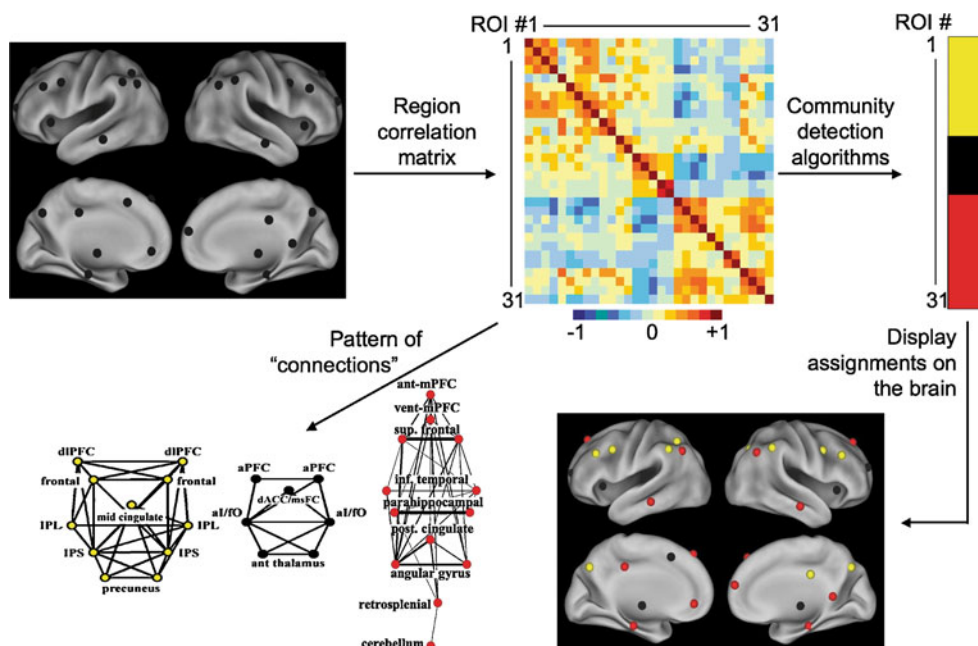 ROI #1 31
ROI #
1
1
Region
correlation
matrix
Community
detection
algorithms
31
31
-1 0 +1
Pattern of
“connections”
Display
assignments on
the brain
ant-mPFC
vent-mPFC
sup. frontal
dlPFC dlPFC
aPFC aPFC
inf. temporal
frontal frontal
dACC/msFC
parahippocampal
mid cingulate
IPL IPL
aI/fO aI/fO
post. cingulate
IPS IPS
ant thalamus
angular gyrus
precuneus
retrosplenial
cerebellum